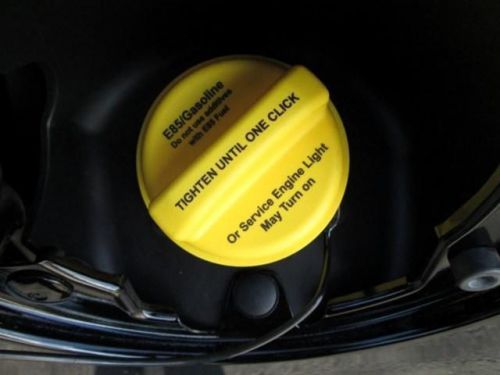 E85/Gasoline
Do not use additives
with E85 Fuel
TIGHTEN UNTIL ONE CLICK
Or Service Engine Light
May Turn on